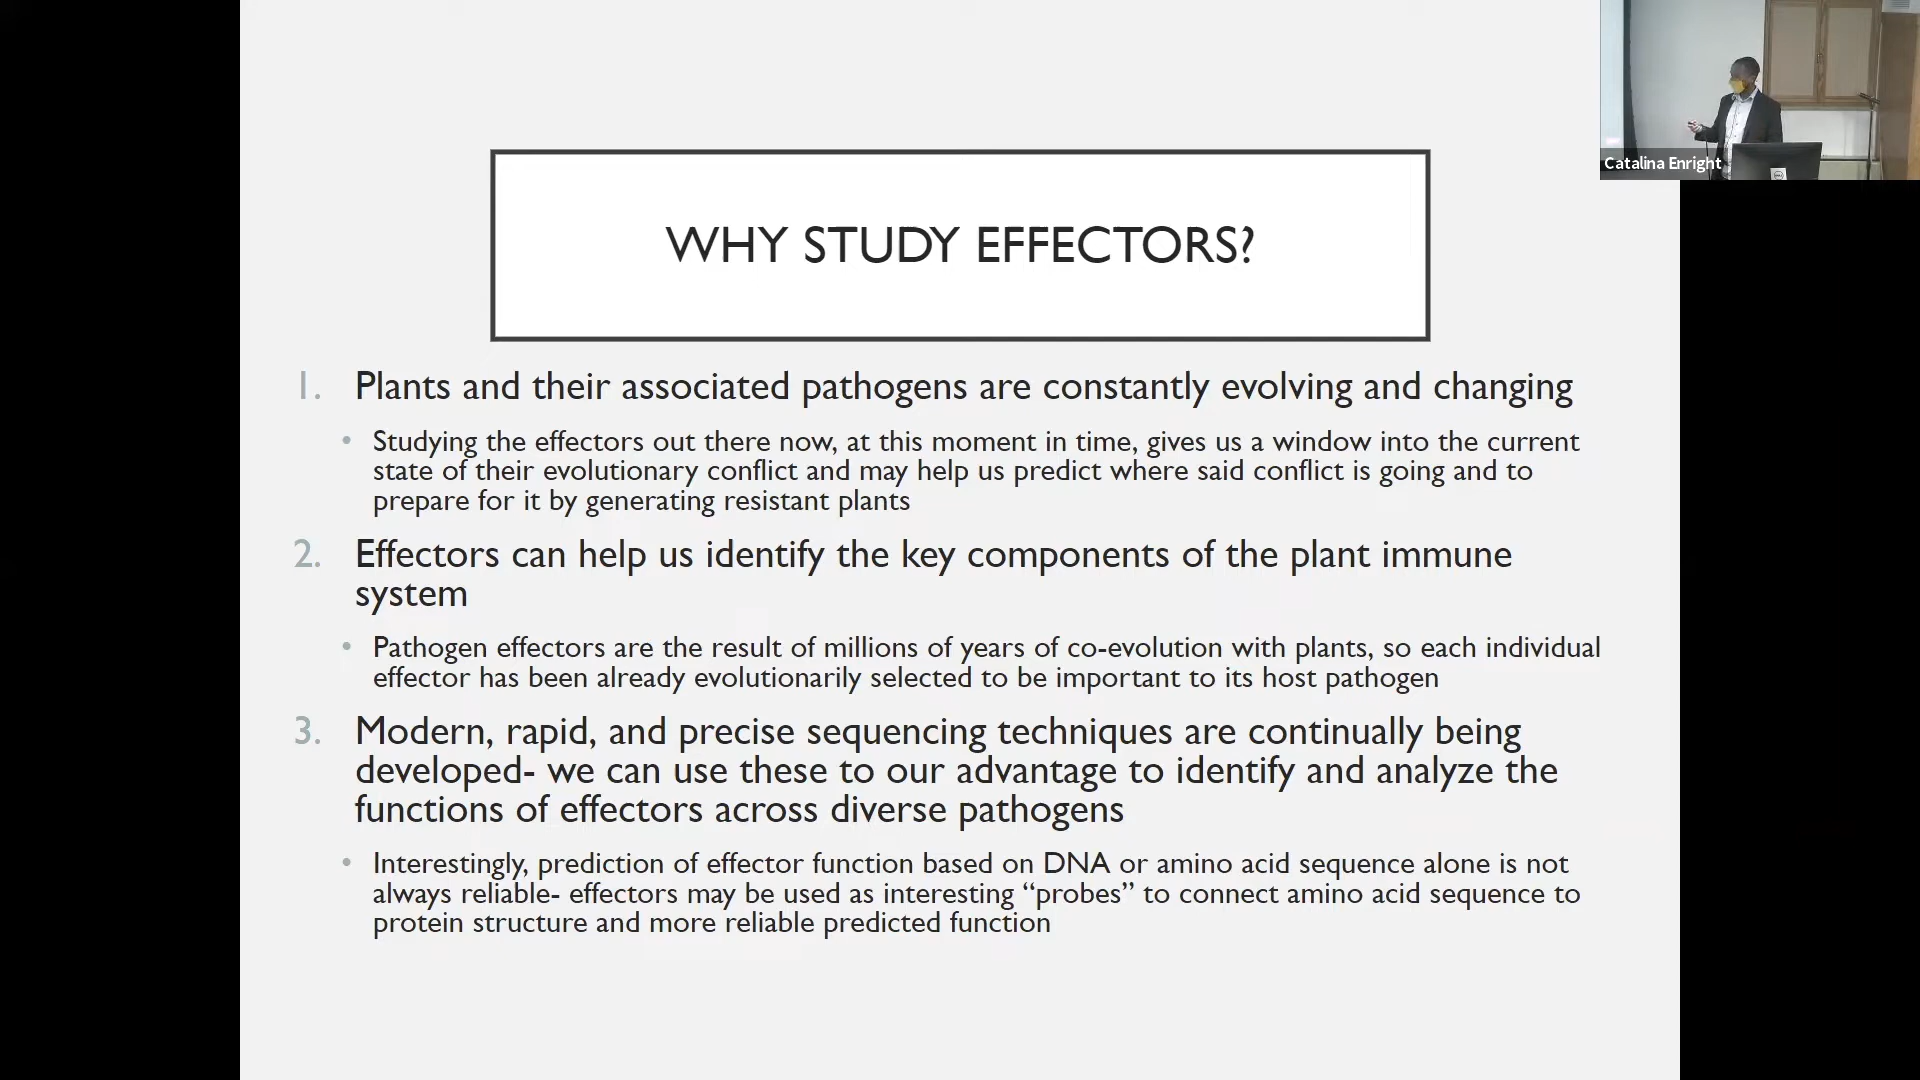 Catalina Enright
WHY STUDY EFFECTORS?
1. Plants and their associated pathogens are constantly evolving and changing
• Studying the effectors out there now, at this moment in time, gives us a window into the current
state of their evolutionary conflict and may help us predict where said conflict is going and to
prepare for it by generating resistant plants
2. Effectors can help us identify the key components of the plant immune
system
• Pathogen effectors are the result of millions of years of co-evolution with plants, so each individual
effector has been already evolutionarily selected to be important to its host pathogen
3. Modern, rapid, and precise sequencing techniques are continually being
developed- we can use these to our advantage to identify and analyze the
functions of effectors across diverse pathogens
• Interestingly, prediction of effector function based on DNA or amino acid sequence alone is not
always reliable- effectors may be used as interesting “probes” to connect amino acid sequence to
protein structure and more reliable predicted function